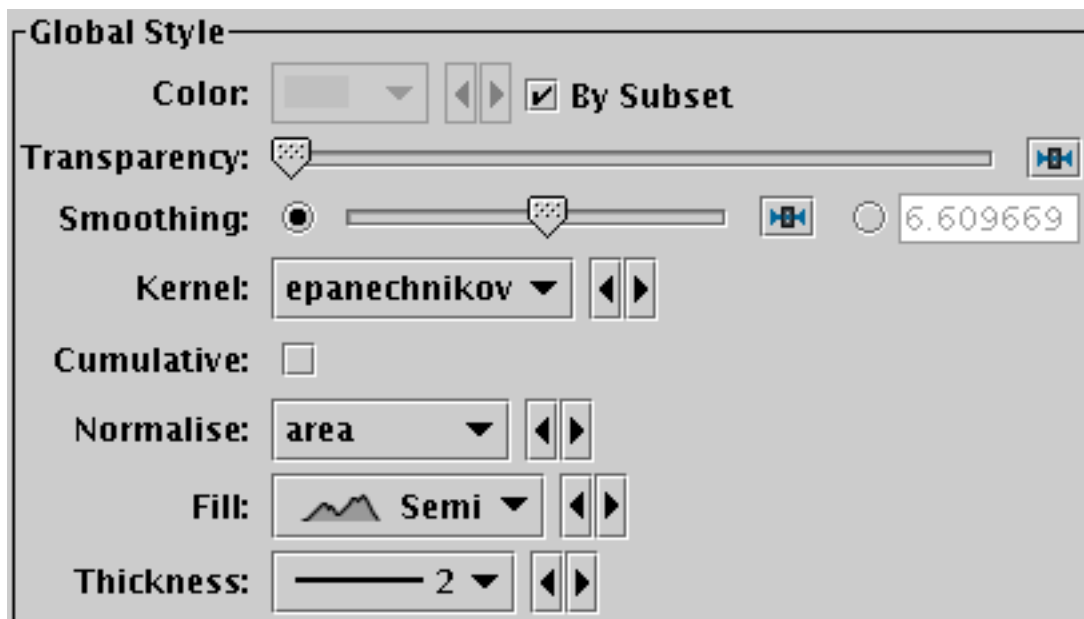 Global Style
Color: By Subset
Transparency:
Smoothing: 6.609669
Kernel: epanechnikov
Cumulative:
Normalise: area
Fill: Semi
Thickness: 2